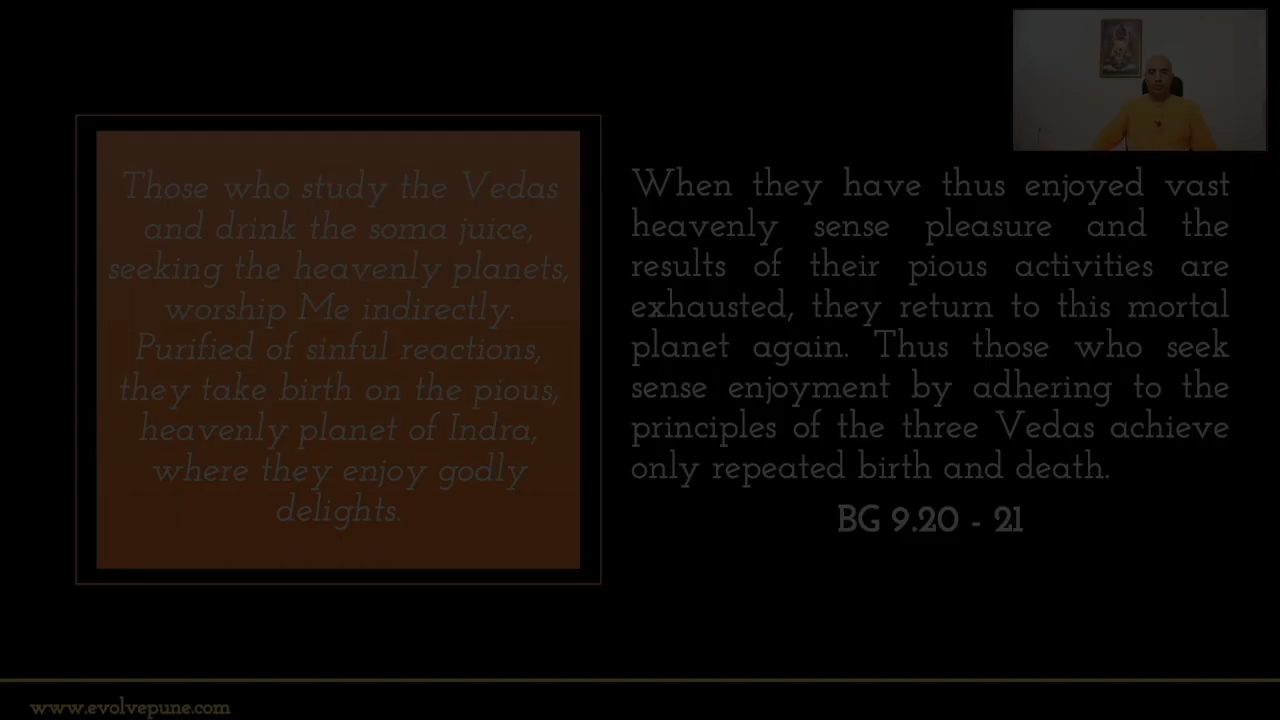 Those who study the Vedas
and drink the soma juice,
seeking the heavenly planets,
worship Me indirectly.
Purified of sinful reactions,
they take birth on the pious,
heavenly planet of Indra,
where they enjoy godly
delights.
When they have thus enjoyed vast
heavenly sense pleasure and the
results of their pious activities are
exhausted, they return to this mortal
planet again. Thus those who seek
sense enjoyment by adhering to the
principles of the three Vedas achieve
only repeated birth and death.
BG 9.20 - 21
www.evolvepune.com